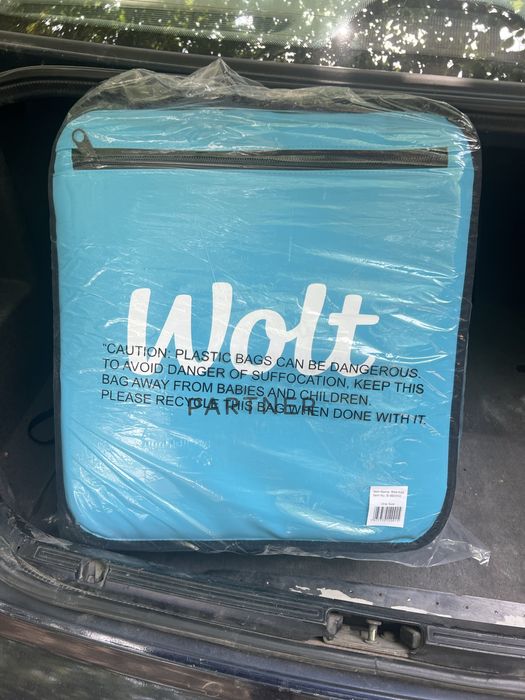 Wolt
"CAUTION: PLASTIC BAGS CAN BE DANGEROUS.
TO AVOID DANGER OF SUFFOCATION, KEEP THIS
BAG AWAY FROM BABIES AND CHILDREN.
PLEASE RECYCLE THIS BAG WHEN DONE WITH IT.
PARTNER